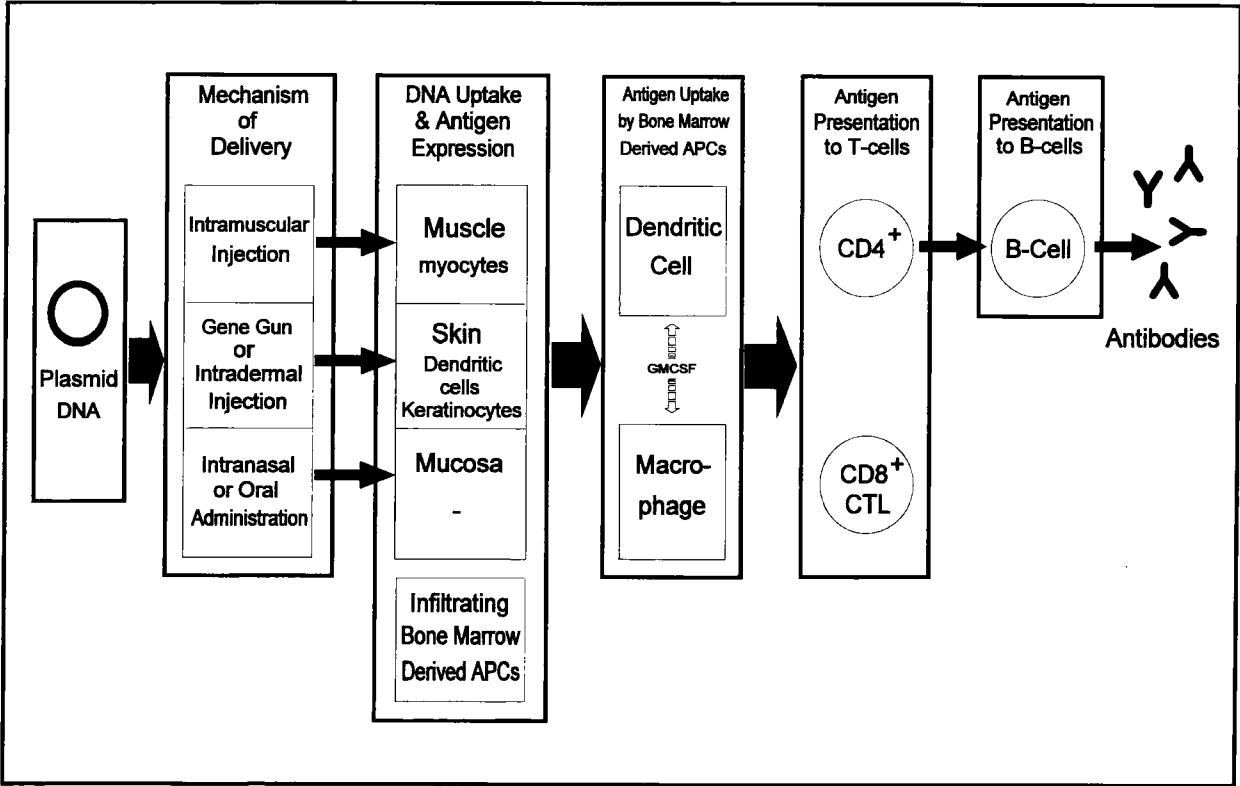 Plasmid
DNA
Mechanism
of
Delivery
Intramuscular
Injection
Gene Gun
or
Intradermal
Injection
Intranasal
or Oral
Administration
DNA Uptake
& Antigen
Expression
Muscle
myocytes
Skin
Dendritic
cells
Keratinocytes
Mucosa
-
Infiltrating
Bone Marrow
Derived APCs
Antigen Uptake
by Bone Marrow
Derived APCs
Dendritic
Cell
GMCSF
Macro-
phage
Antigen
Presentation
to T-cells
CD4+
CD8+
CTL
Antigen
Presentation
to B-cells
B-Cell
Antibodies